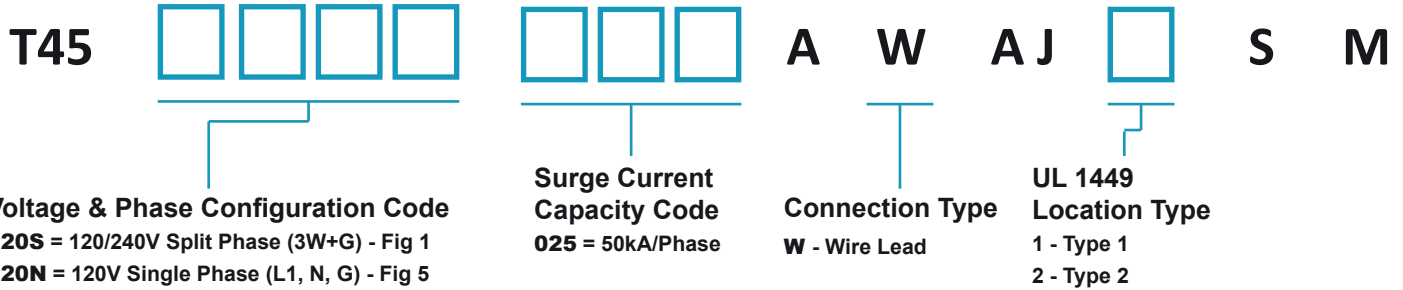 T45 A W A J S M
Voltage & Phase Configuration Code
20S = 120/240V Split Phase (3W+G) - Fig 1
20N = 120V Single Phase (L1, N, G) - Fig 5
Surge Current
Capacity Code
025 = 50kA/Phase
Connection Type
W - Wire Lead
UL 1449
Location Type
1 - Type 1
2 - Type 2